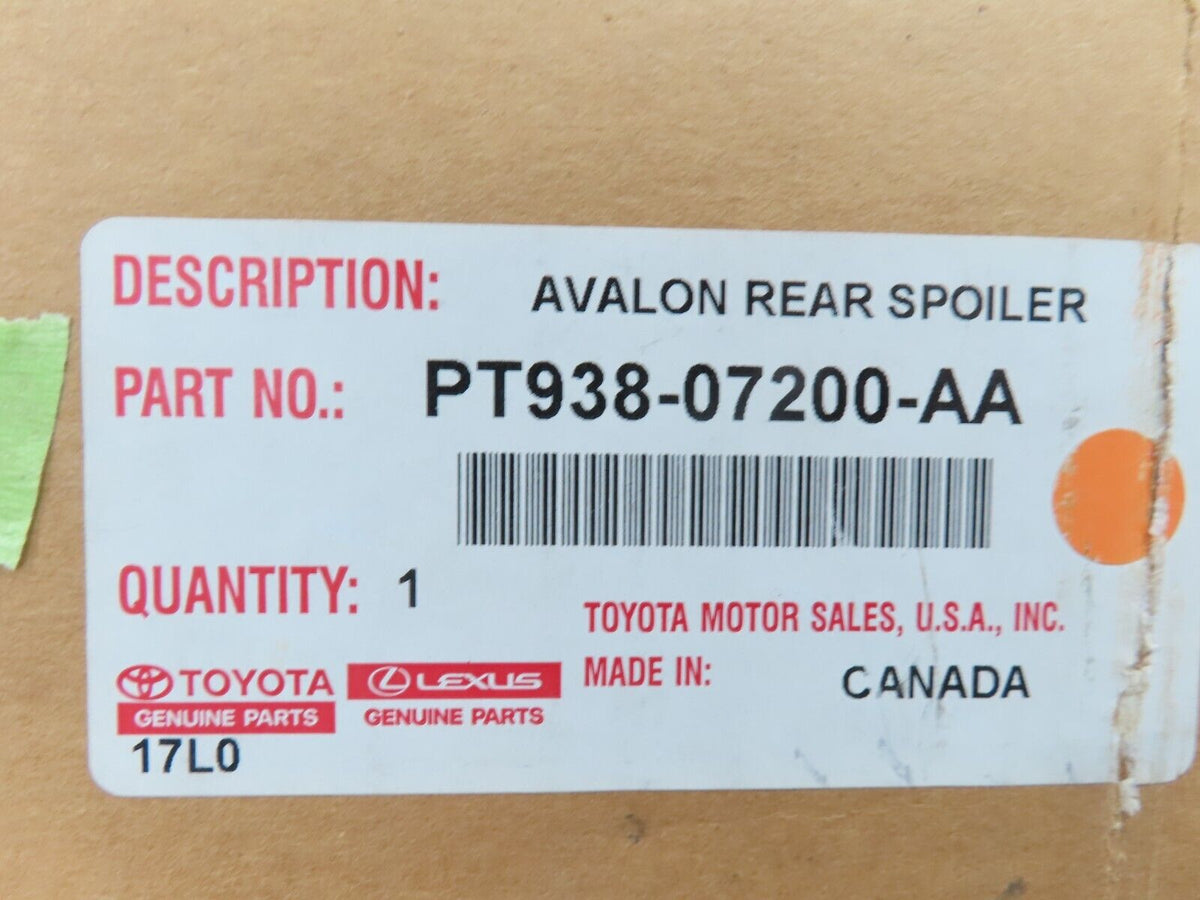 DESCRIPTION: AVALON REAR SPOILER
PART NO.: PT938-07200-AA
QUANTITY: 1
TOYOTA MOTOR SALES, U.S.A., INC.
MADE IN: CANADA
TOYOTA LEXUS
GENUINE PARTS GENUINE PARTS
17L0